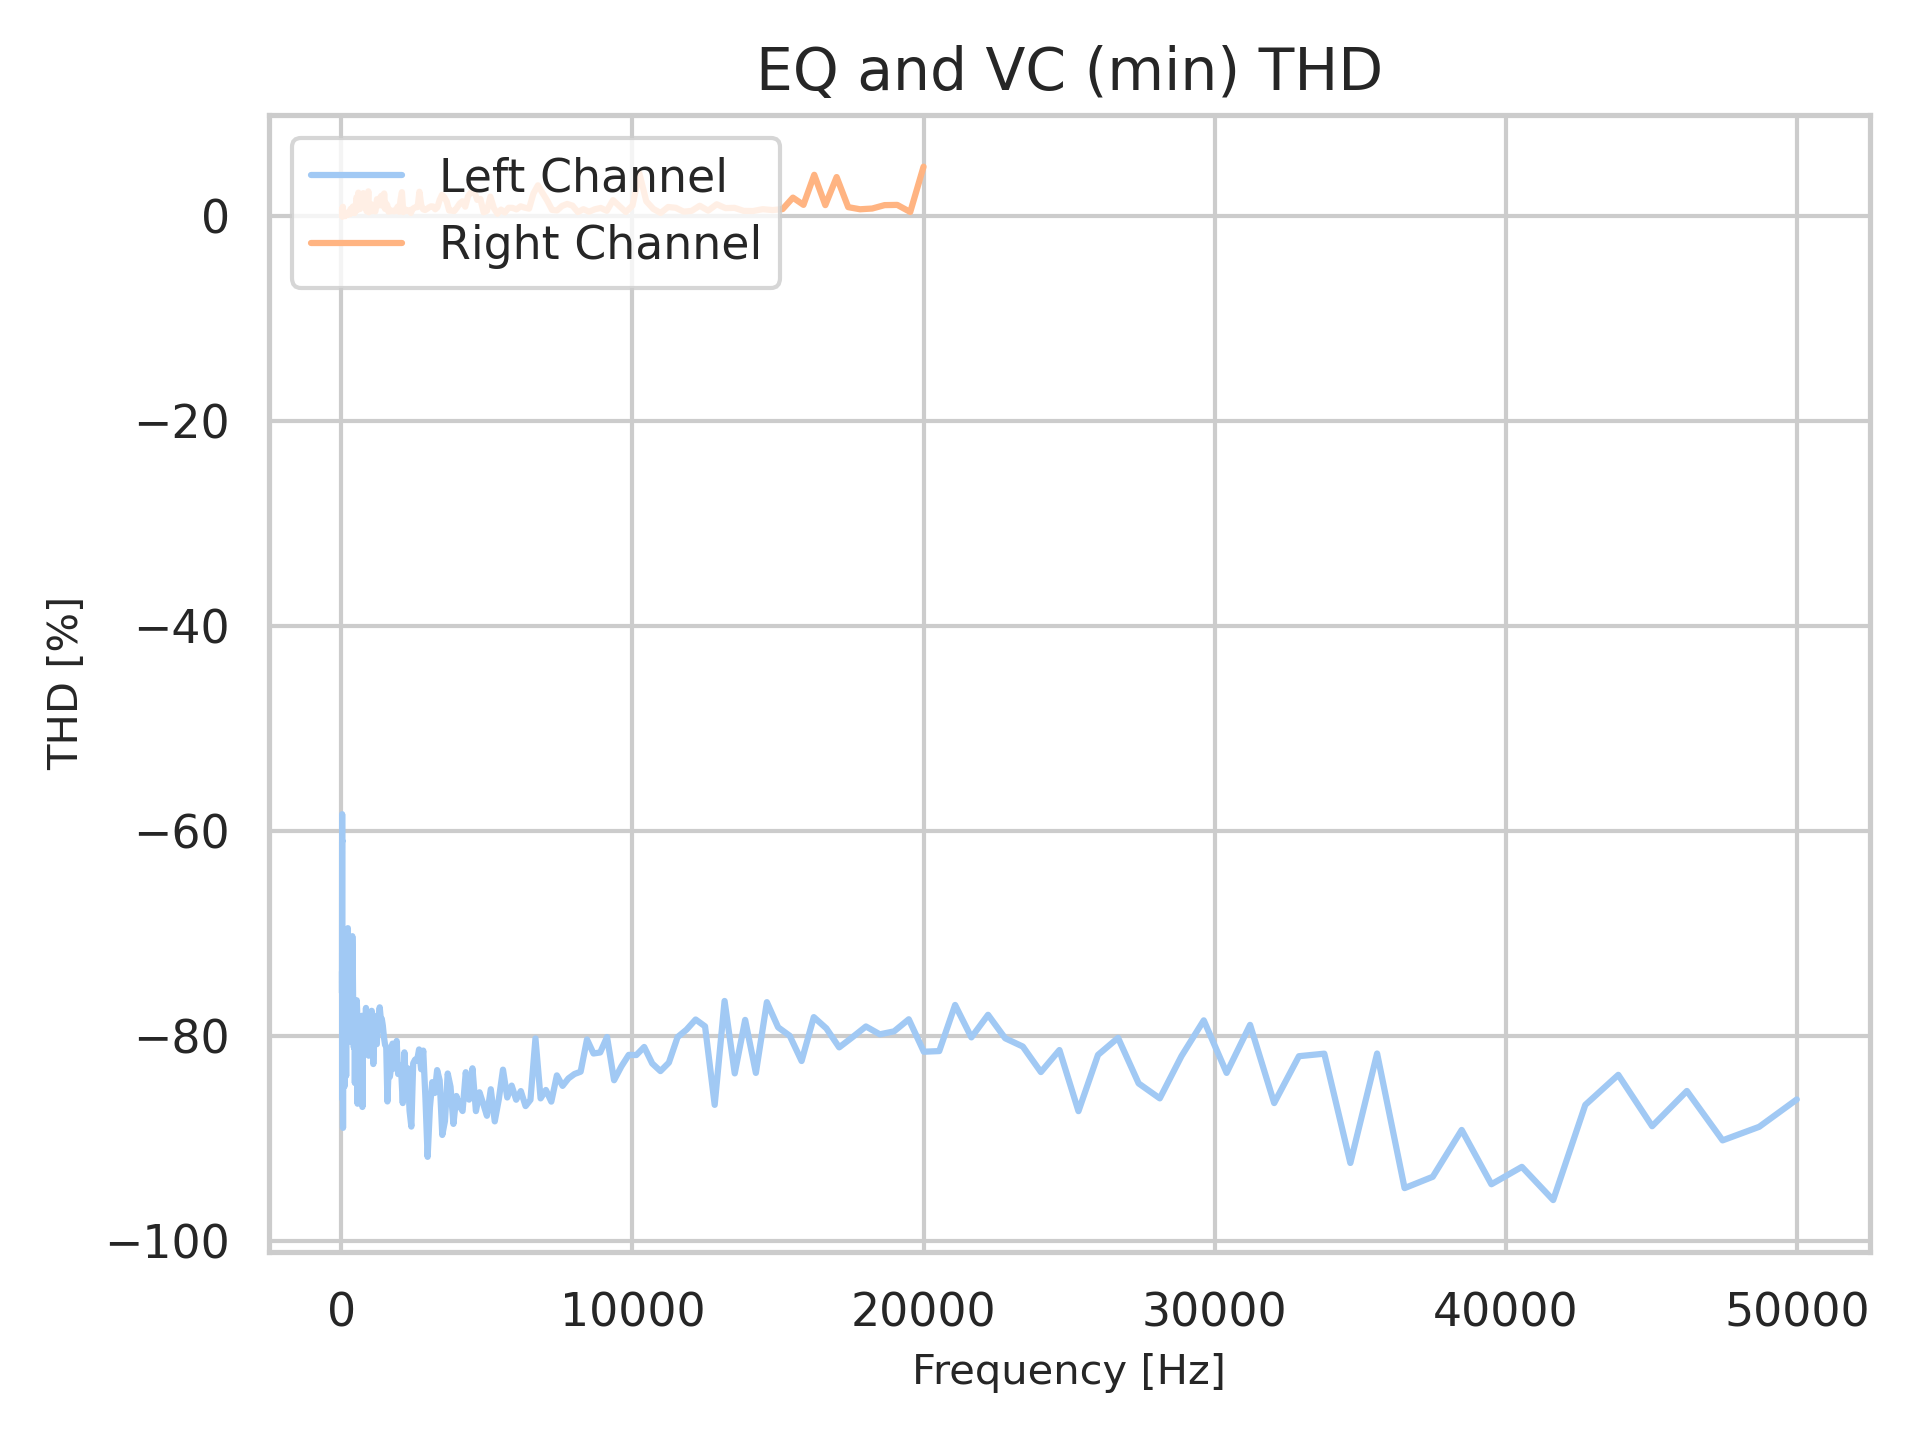 EQ and VC (min) THD
Left Channel
Right Channel
THD [%]
0
−20
−40
−60
−80
−100
0 10000 20000 30000 40000 50000
Frequency [Hz]